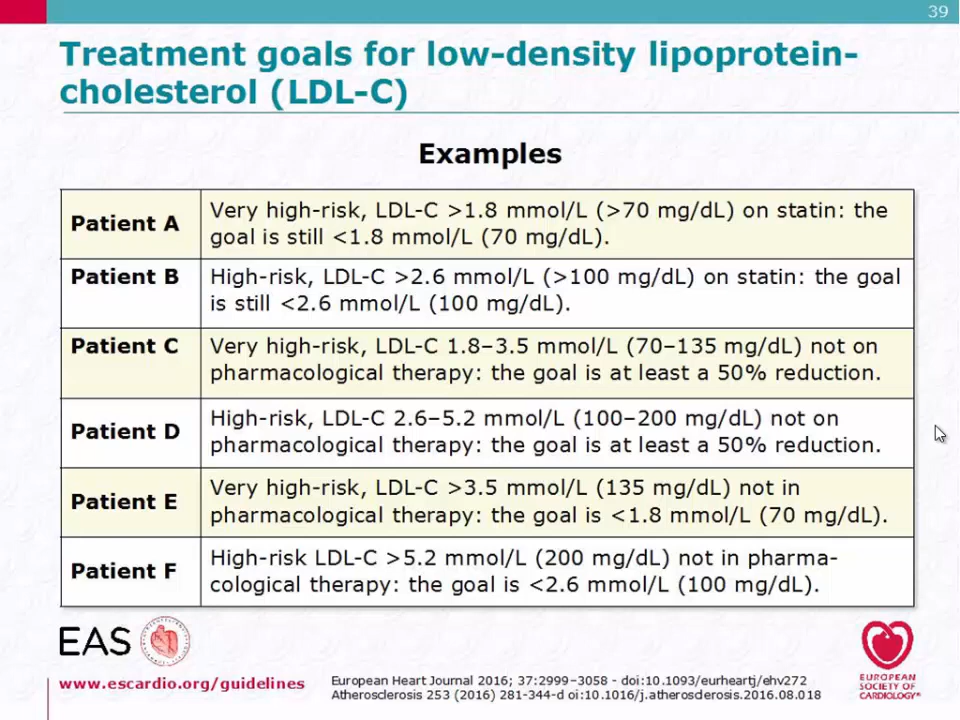 39
Treatment goals for low-density lipoprotein-
cholesterol (LDL-C)
Examples
Patient A
Very high-risk, LDL-C >1.8 mmol/L (>70 mg/dL) on statin: the
goal is still <1.8 mmol/L (70 mg/dL).
Patient B
High-risk, LDL-C >2.6 mmol/L (>100 mg/dL) on statin: the goal
is still <2.6 mmol/L (100 mg/dL).
Patient C
Very high-risk, LDL-C 1.8–3.5 mmol/L (70–135 mg/dL) not on
pharmacological therapy: the goal is at least a 50% reduction.
Patient D
High-risk, LDL-C 2.6–5.2 mmol/L (100–200 mg/dL) not on
pharmacological therapy: the goal is at least a 50% reduction.
Patient E
Very high-risk, LDL-C >3.5 mmol/L (135 mg/dL) not in
pharmacological therapy: the goal is <1.8 mmol/L (70 mg/dL).
Patient F
High-risk LDL-C >5.2 mmol/L (200 mg/dL) not in pharma-
cological therapy: the goal is <2.6 mmol/L (100 mg/dL).
EAS
www.escardio.org/guidelines
European Heart Journal 2016; 37:2999–3058 - doi:10.1093/eurheartj/ehv272
Atherosclerosis 253 (2016) 281-344-d oi:10.1016/j.atherosclerosis.2016.08.018
EUROPEAN
SOCIETY OF
CARDIOLOGY®